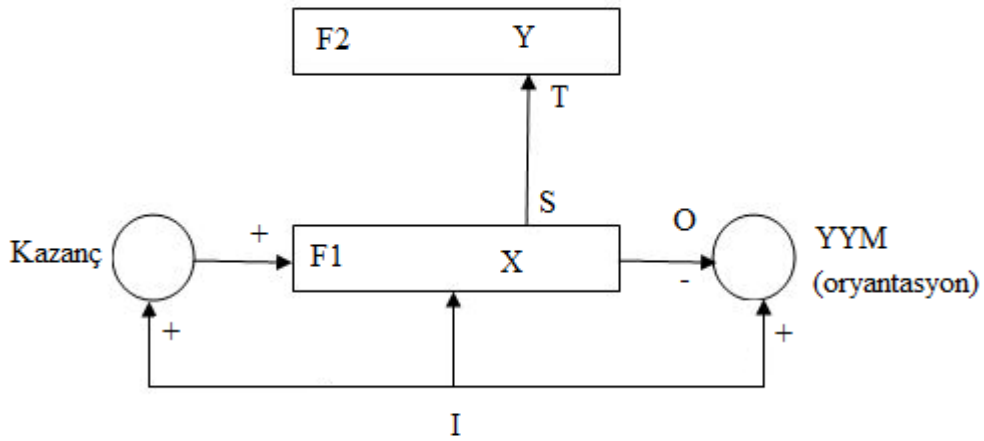 F2 Y
T
S
Kazanç + F1 X O - YYM
(oryantasyon)
+ +
I